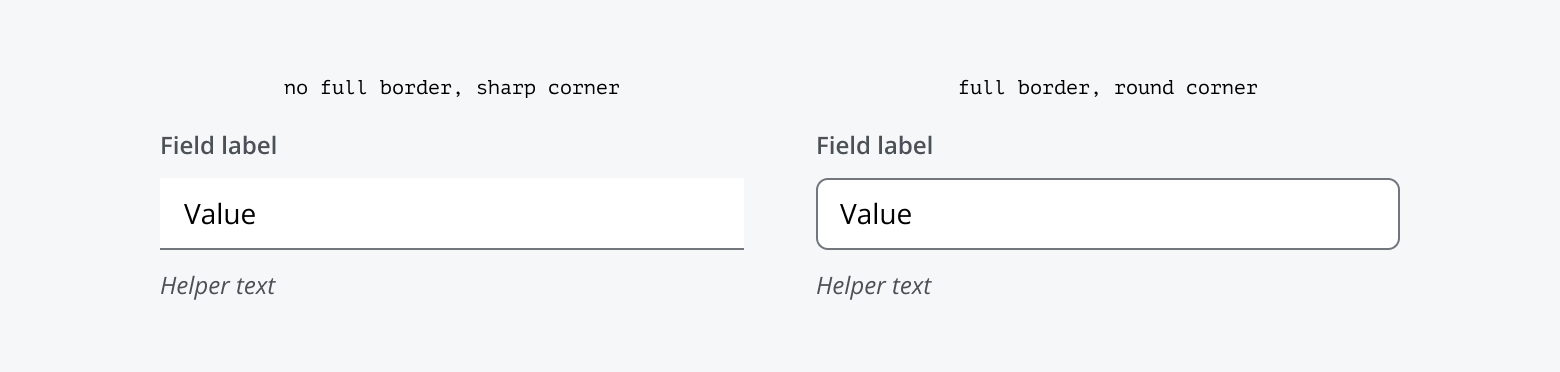 no full border, sharp corner
Field label
Value
Helper text
full border, round corner
Field label
Value
Helper text